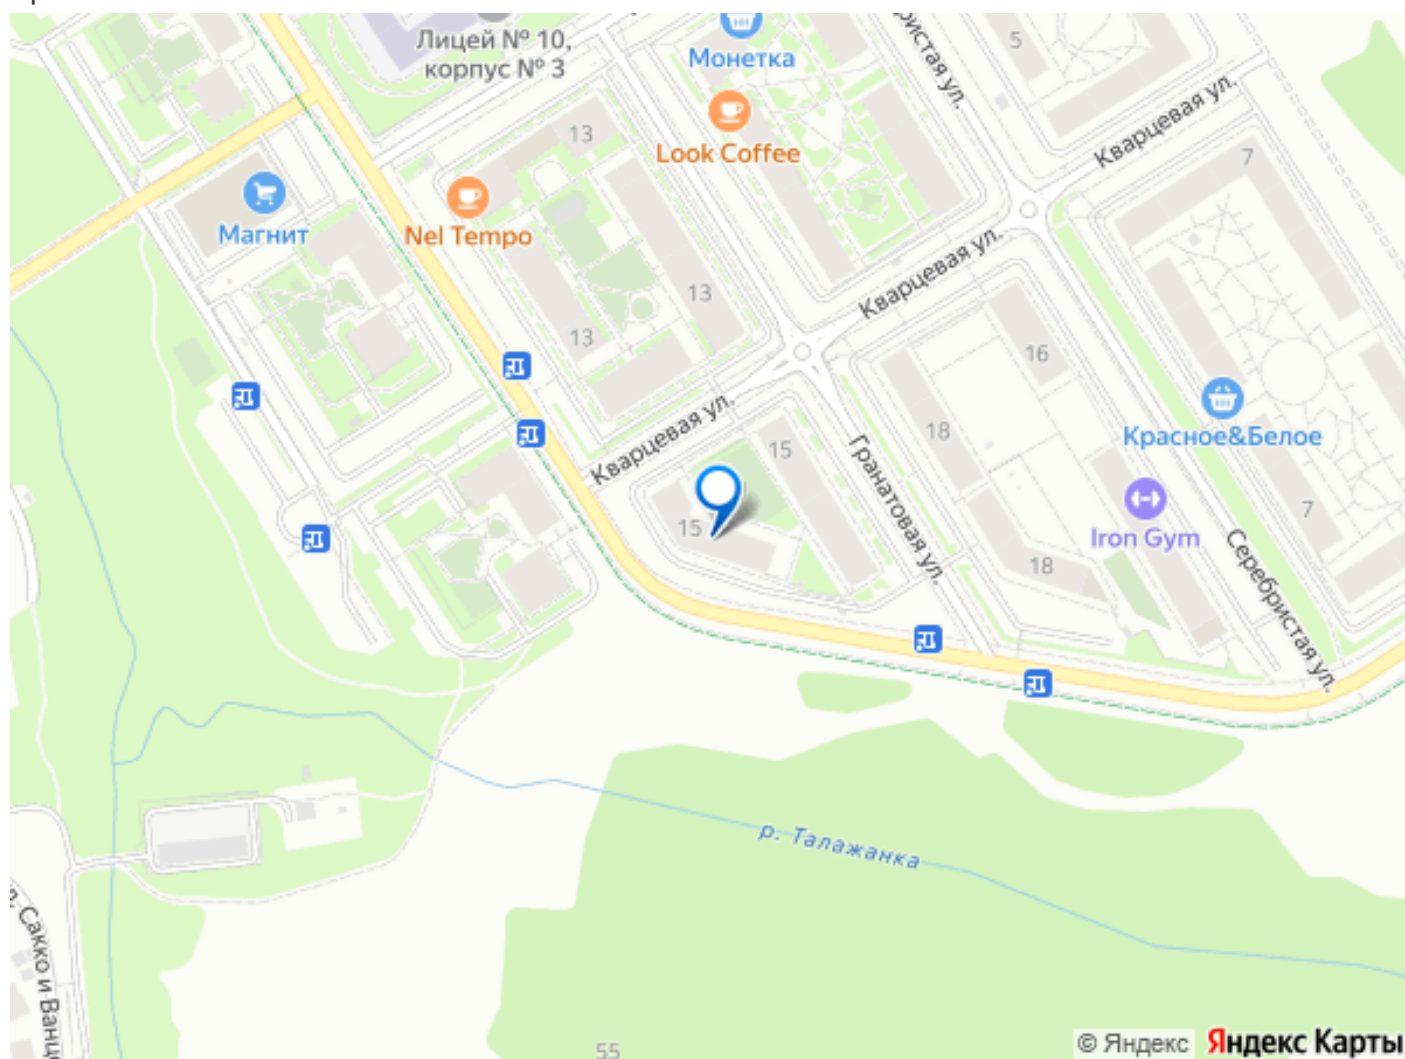 Лицей № 10,
корпус № 3
Монетка
5
Кварцевая ул.
13
Look Coffee
7
Магнит
Nel Tempo
Кварцевая ул.
13
13
16
Кварцевая ул.
15
18
Гранатовая ул.
Красное&Белое
15
7
Iron Gym
18
Серебристая ул.
р. Талажанка
55
© Яндекс
Яндекс Карты